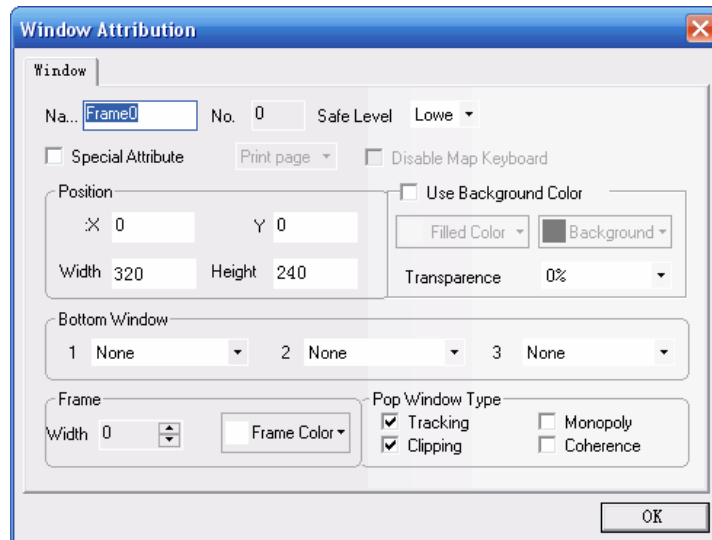 Window Attribution
Window
Na... Frame0 No. 0 Safe Level Lowe
Special Attribute Print page Disable Map Keyboard
Position Use Background Color
:X 0 Y 0 Filled Color Background
Width 320 Height 240 Transparence 0%
Bottom Window
1 None 2 None 3 None
Frame Pop Window Type
Width 0 Frame Color Tracking Monopoly
Clipping Coherence
OK